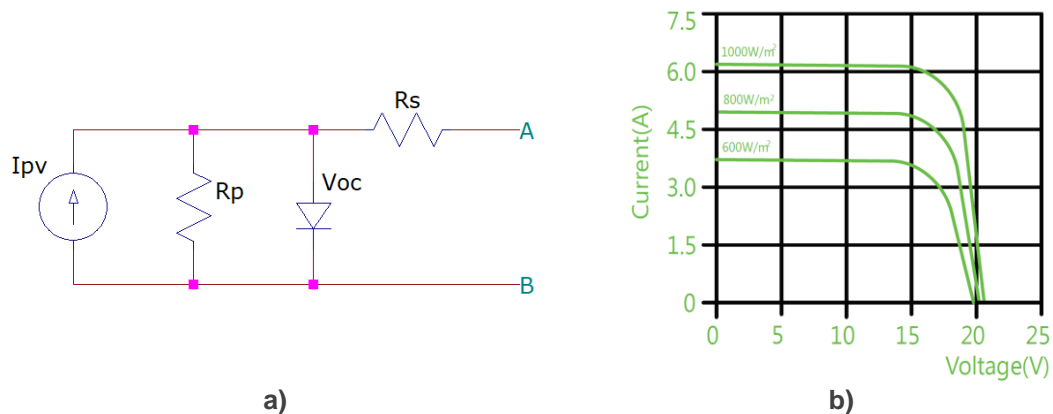 Rs
A
Ipv
Rp
Voc
B
a)
7.5
6.0
4.5
3.0
1.5
0
Current(A)
1000W/m²
800W/m²
600W/m²
0 5 10 15 20 25
Voltage(V)
b)